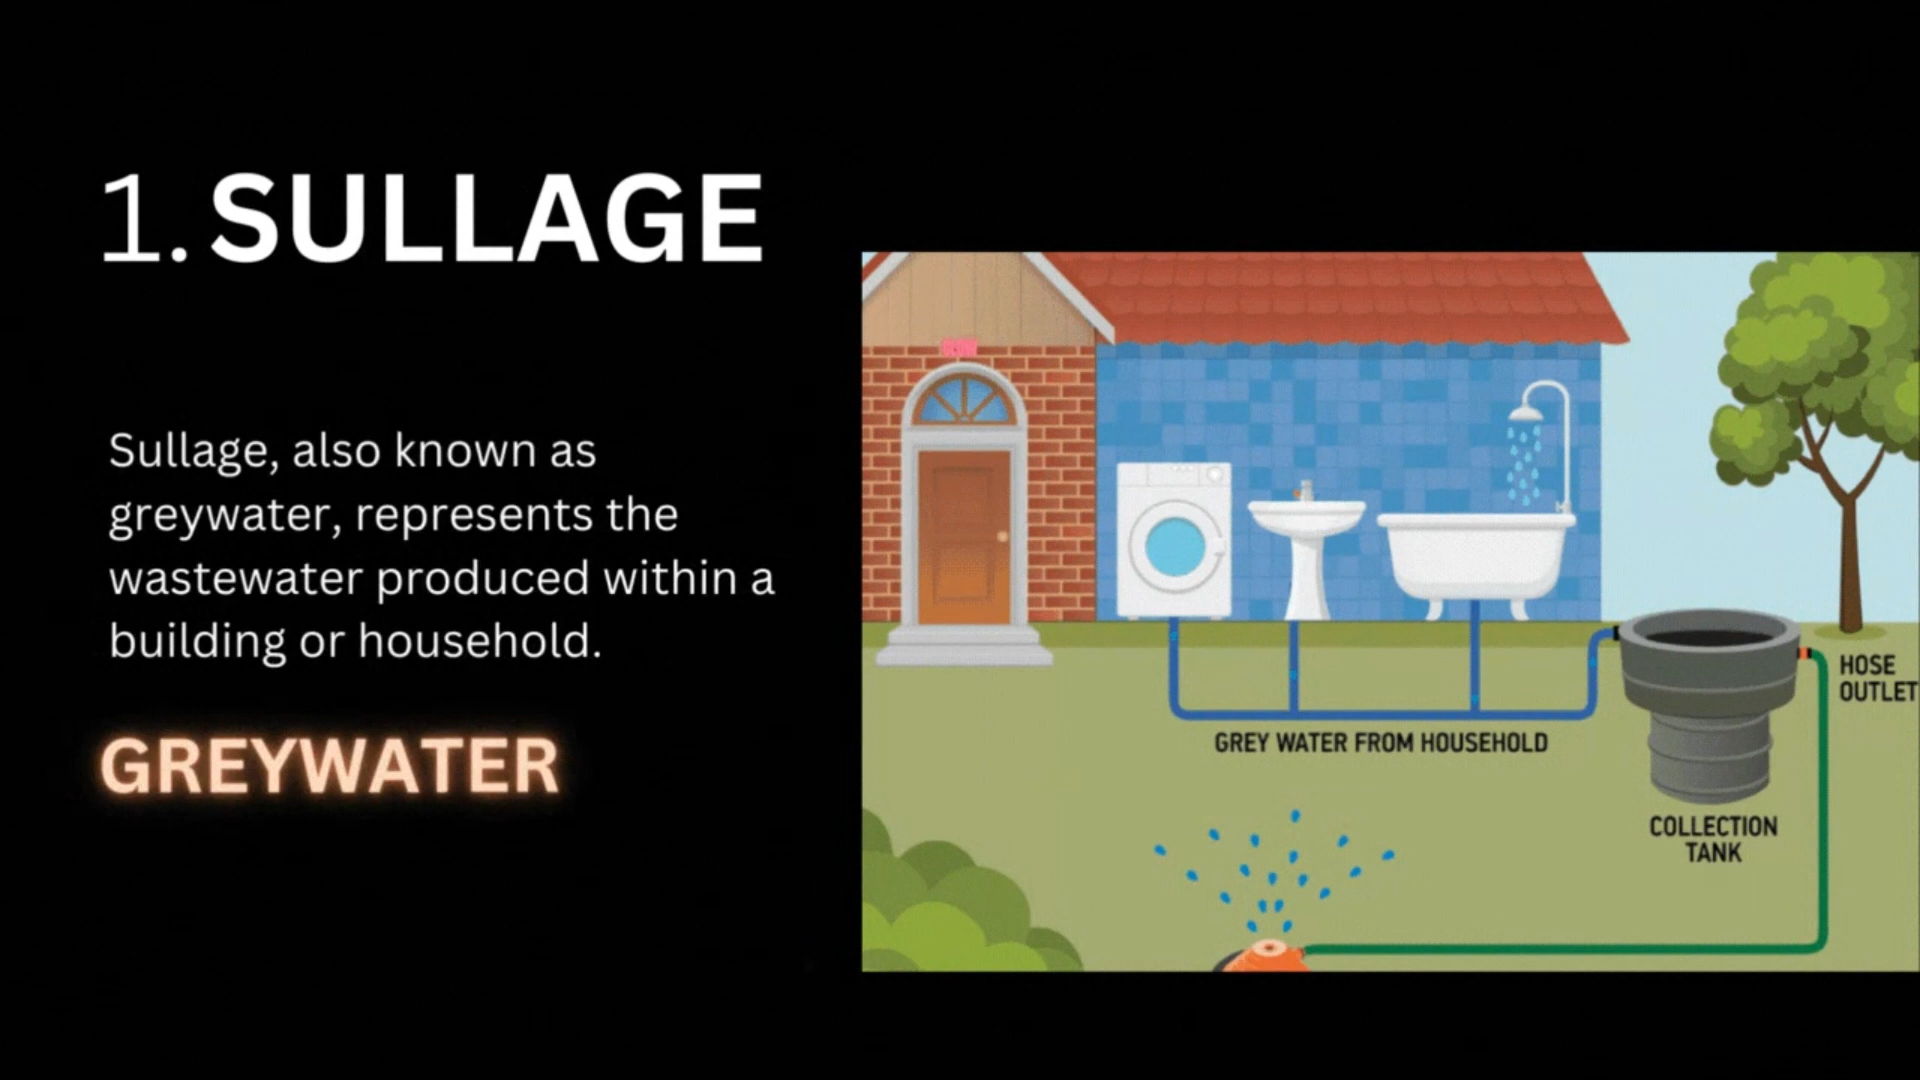 1. SULLAGE
Sullage, also known as
greywater, represents the
wastewater produced within a
building or household.
GREYWATER
GREY WATER FROM HOUSEHOLD
HOSE
OUTLET
COLLECTION
TANK